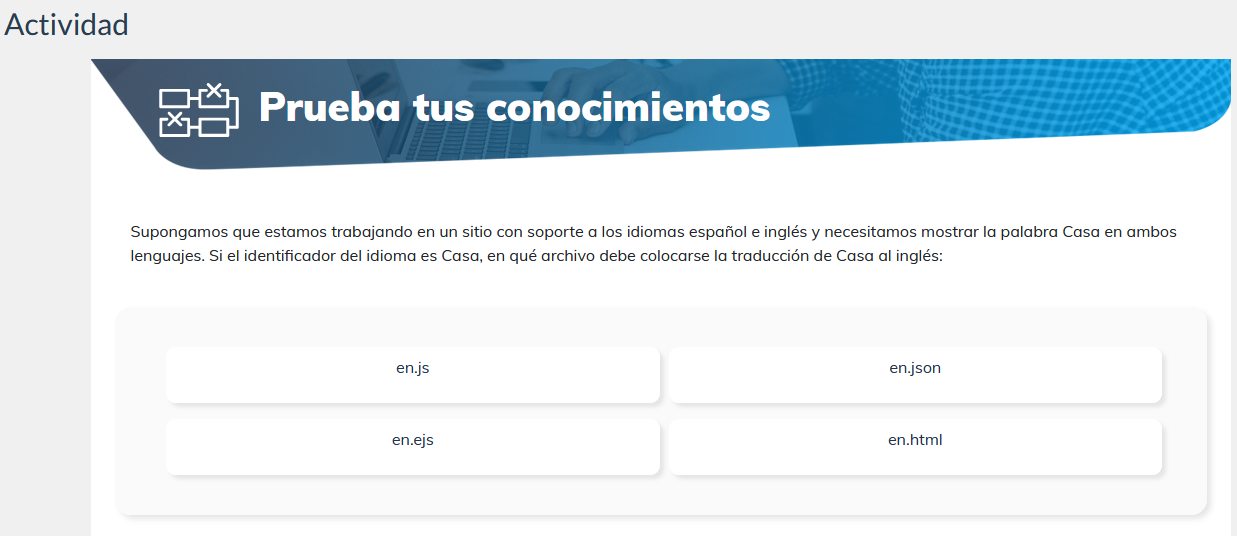 Actividad
Prueba tus conocimientos
Supongamos que estamos trabajando en un sitio con soporte a los idiomas español e inglés y necesitamos mostrar la palabra Casa en ambos
lenguajes. Si el identificador del idioma es Casa, en qué archivo debe colocarse la traducción de Casa al inglés:
en.js
en.json
en.ejs
en.html